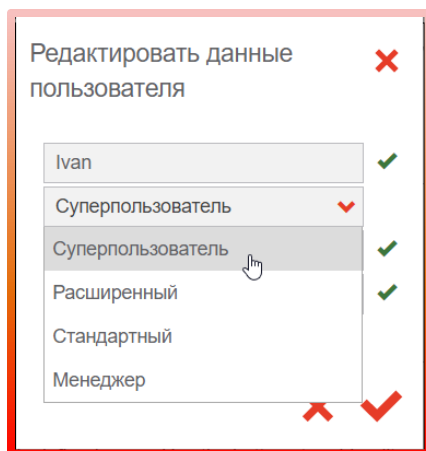 Редактировать данные
пользователя
Ivan
Суперпользователь
Суперпользователь
Расширенный
Стандартный
Менеджер